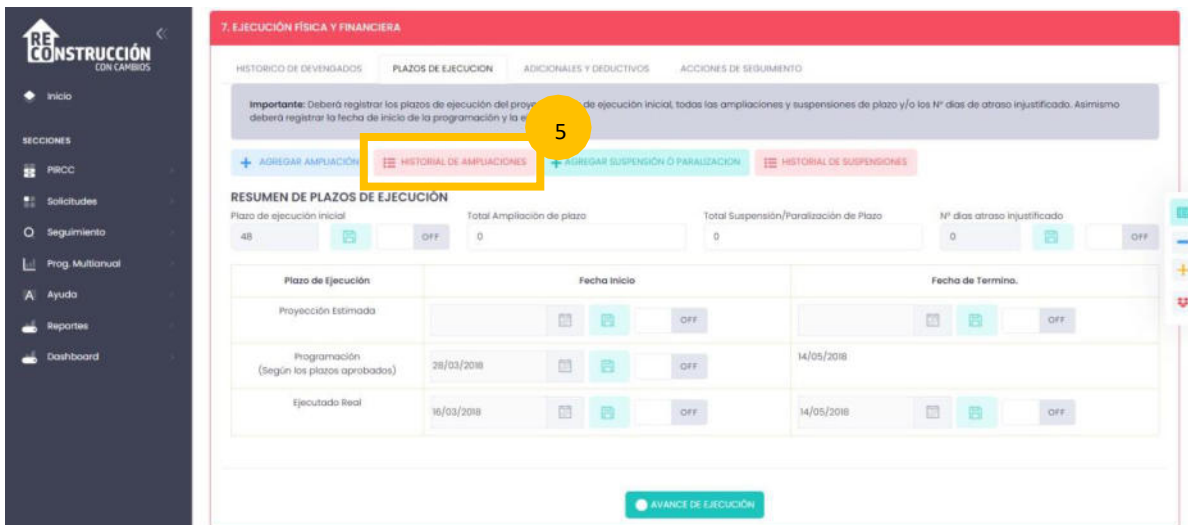 RE
CONSTRUCCIÓN
CON CAMBIOS
Inicio
SECCIONES
PIRCC
Solicitudes
Seguimiento
Prog. Multianual
Ayuda
Reportes
Dashboard
7. EJECUCIÓN FÍSICA Y FINANCIERA
HISTORICO DE DEVENGADOS PLAZOS DE EJECUCION ADICIONALES Y DEDUCTIVOS ACCIONES DE SEGUIMIENTO
Importante: Deberá registrar los plazos de ejecución del proye de ejecución inicial, todas las ampliaciones y suspensiones de plazo y/o los N° dias de atraso injustificado. Asimismo
deberá registrar la fecha de inicio de la programación y la e
5
AGREGAR AMPLIACIÓN HISTORIAL DE AMPLIACIONES AGREGAR SUSPENSIÓN O PARALIZACION HISTORIAL DE SUSPENSIONES
RESUMEN DE PLAZOS DE EJECUCIÓN
Plazo de ejecución inicial Total Ampliación de plazo Total Suspensión/Paralización de Plazo N° dias atraso injustificado
48 OFF 0 0 0 OFF
Plazo de Ejecución Fecha Inicio Fecha de Termino.
Proyección Estimada OFF OFF
Programación 28/03/2018 OFF 14/05/2018
(Según los plazos aprobados)
Ejecutado Real 16/03/2018 OFF 14/05/2018 OFF
AVANCE DE EJECUCIÓN